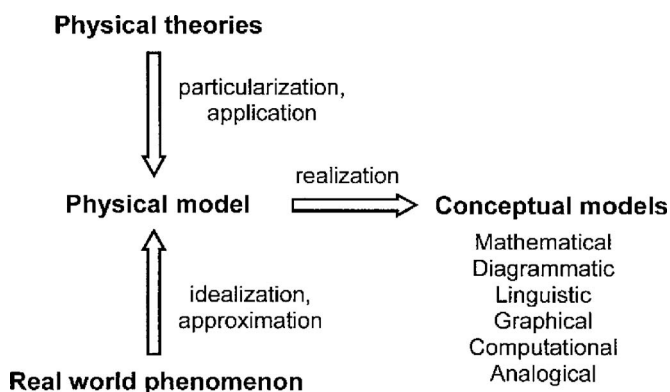 Physical theories
particularization,
application
realization
Physical model
Conceptual models
Mathematical
Diagrammatic
Linguistic
Graphical
Computational
Analogical
idealization,
approximation
Real world phenomenon